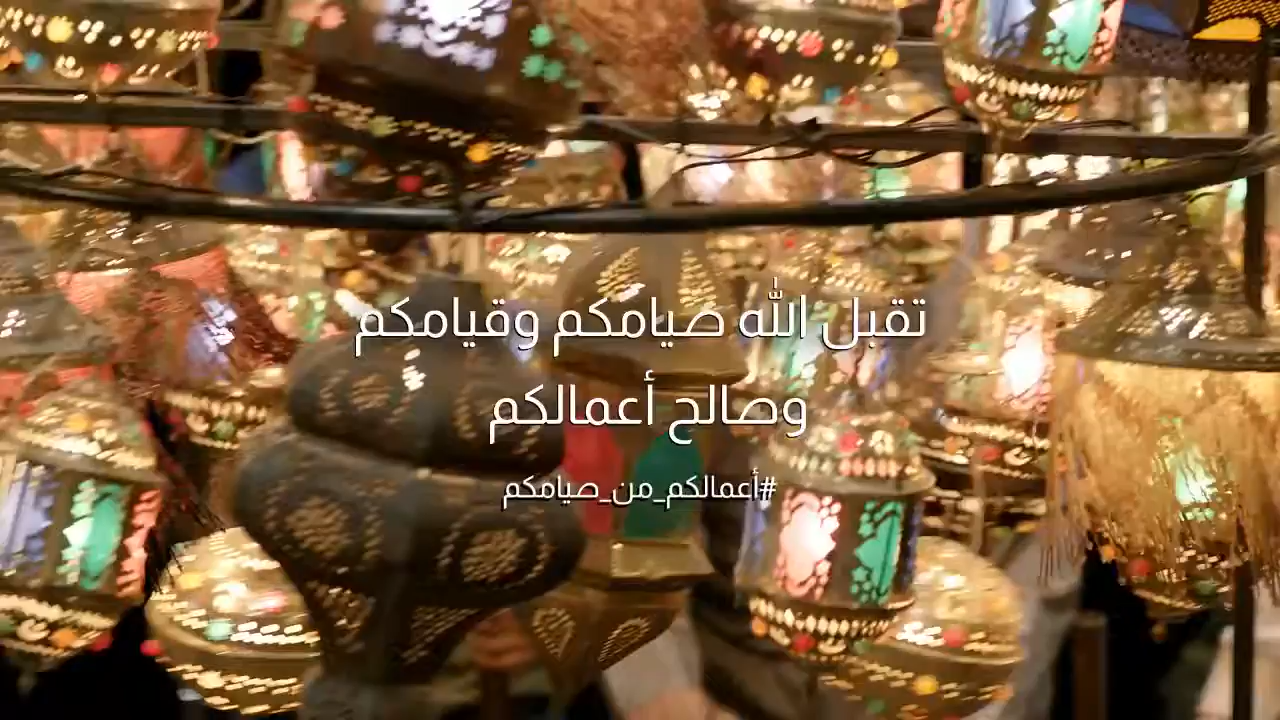 تقبل الله صيامكم وقيامكم
وصالح أعمالكم
#أعمالكم_من_صيامكم